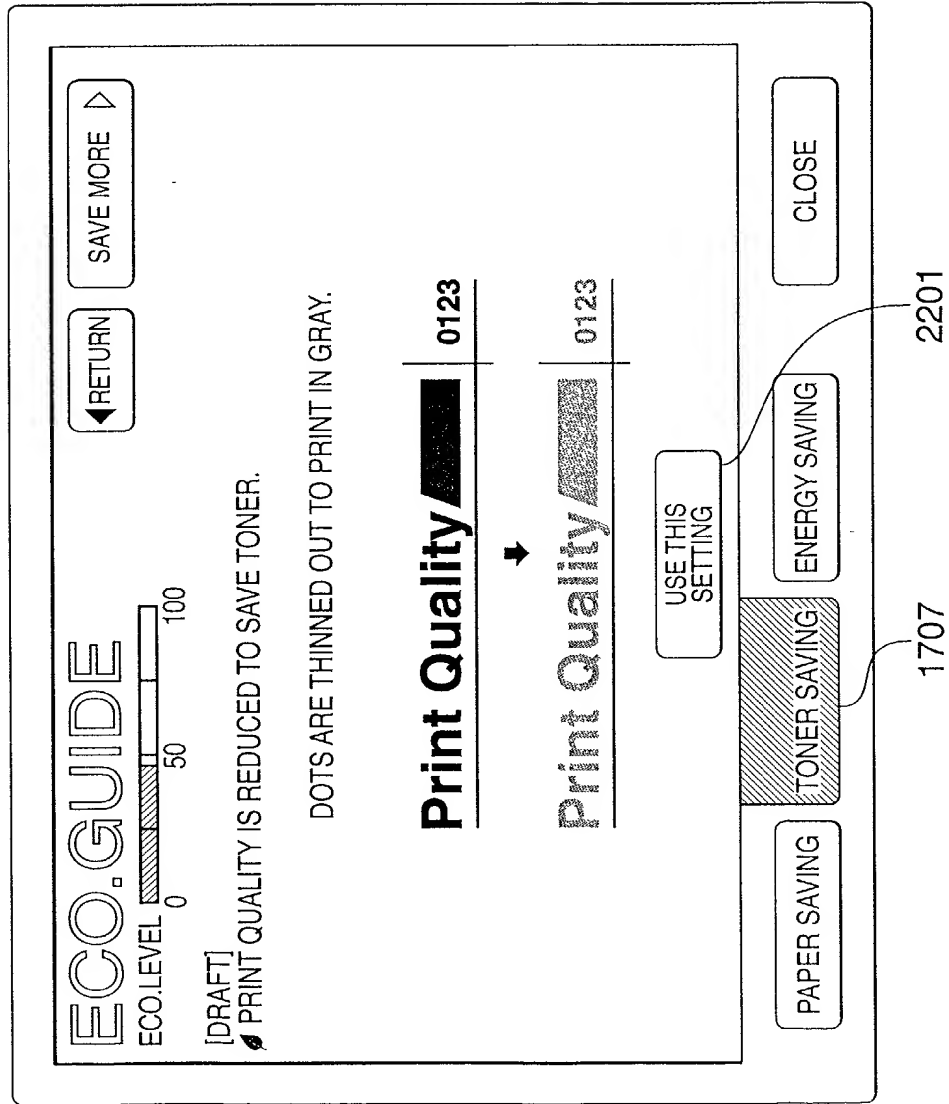 ECO.GUIDE
◀RETURN
SAVE MORE ▷
ECO.LEVEL
0 50 100
[DRAFT]
PRINT QUALITY IS REDUCED TO SAVE TONER.
DOTS ARE THINNED OUT TO PRINT IN GRAY.
Print Quality 0123
Print Quality 0123
USE THIS
SETTING
PAPER SAVING
TONER SAVING
ENERGY SAVING
CLOSE
1707
2201